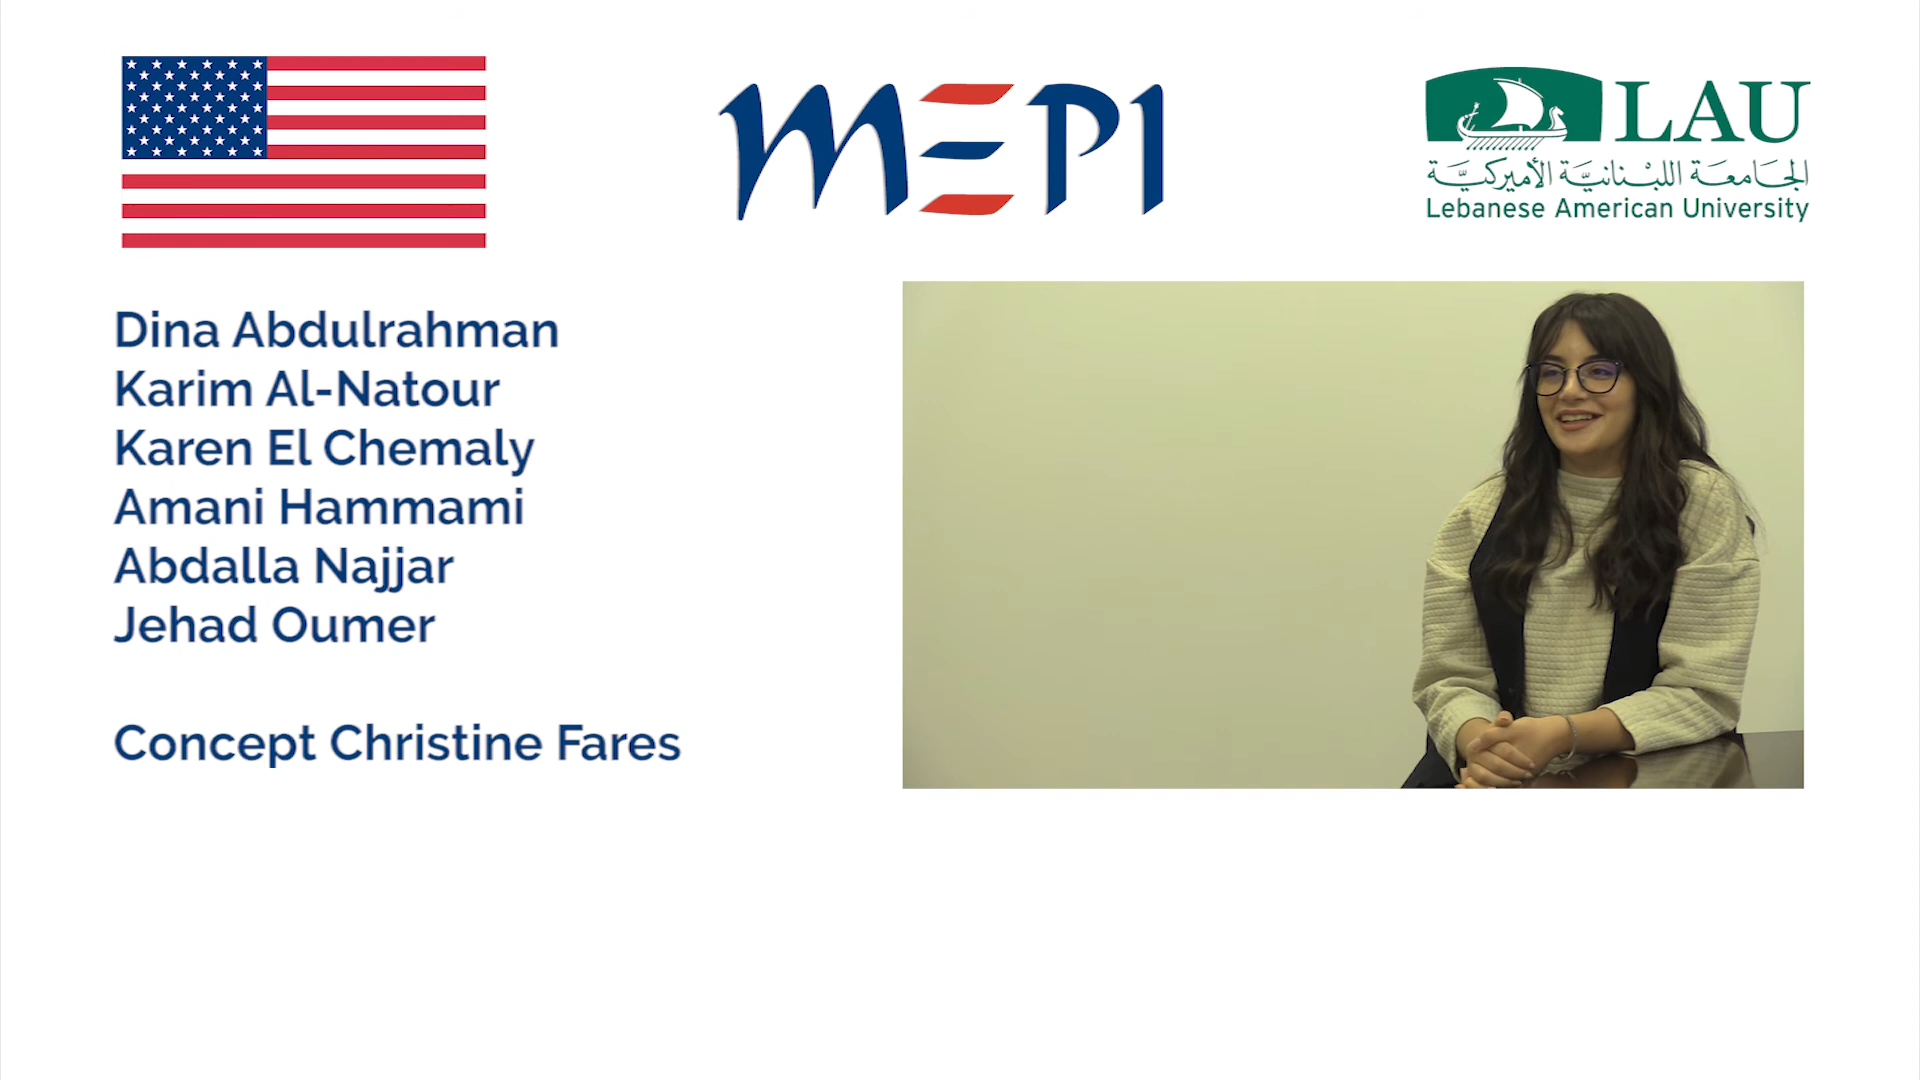 MEPI
LAU
الجامعة اللبنانية الأميركية
Lebanese American University
Dina Abdulrahman
Karim Al-Natour
Karen El Chemaly
Amani Hammami
Abdalla Najjar
Jehad Oumer
Concept Christine Fares